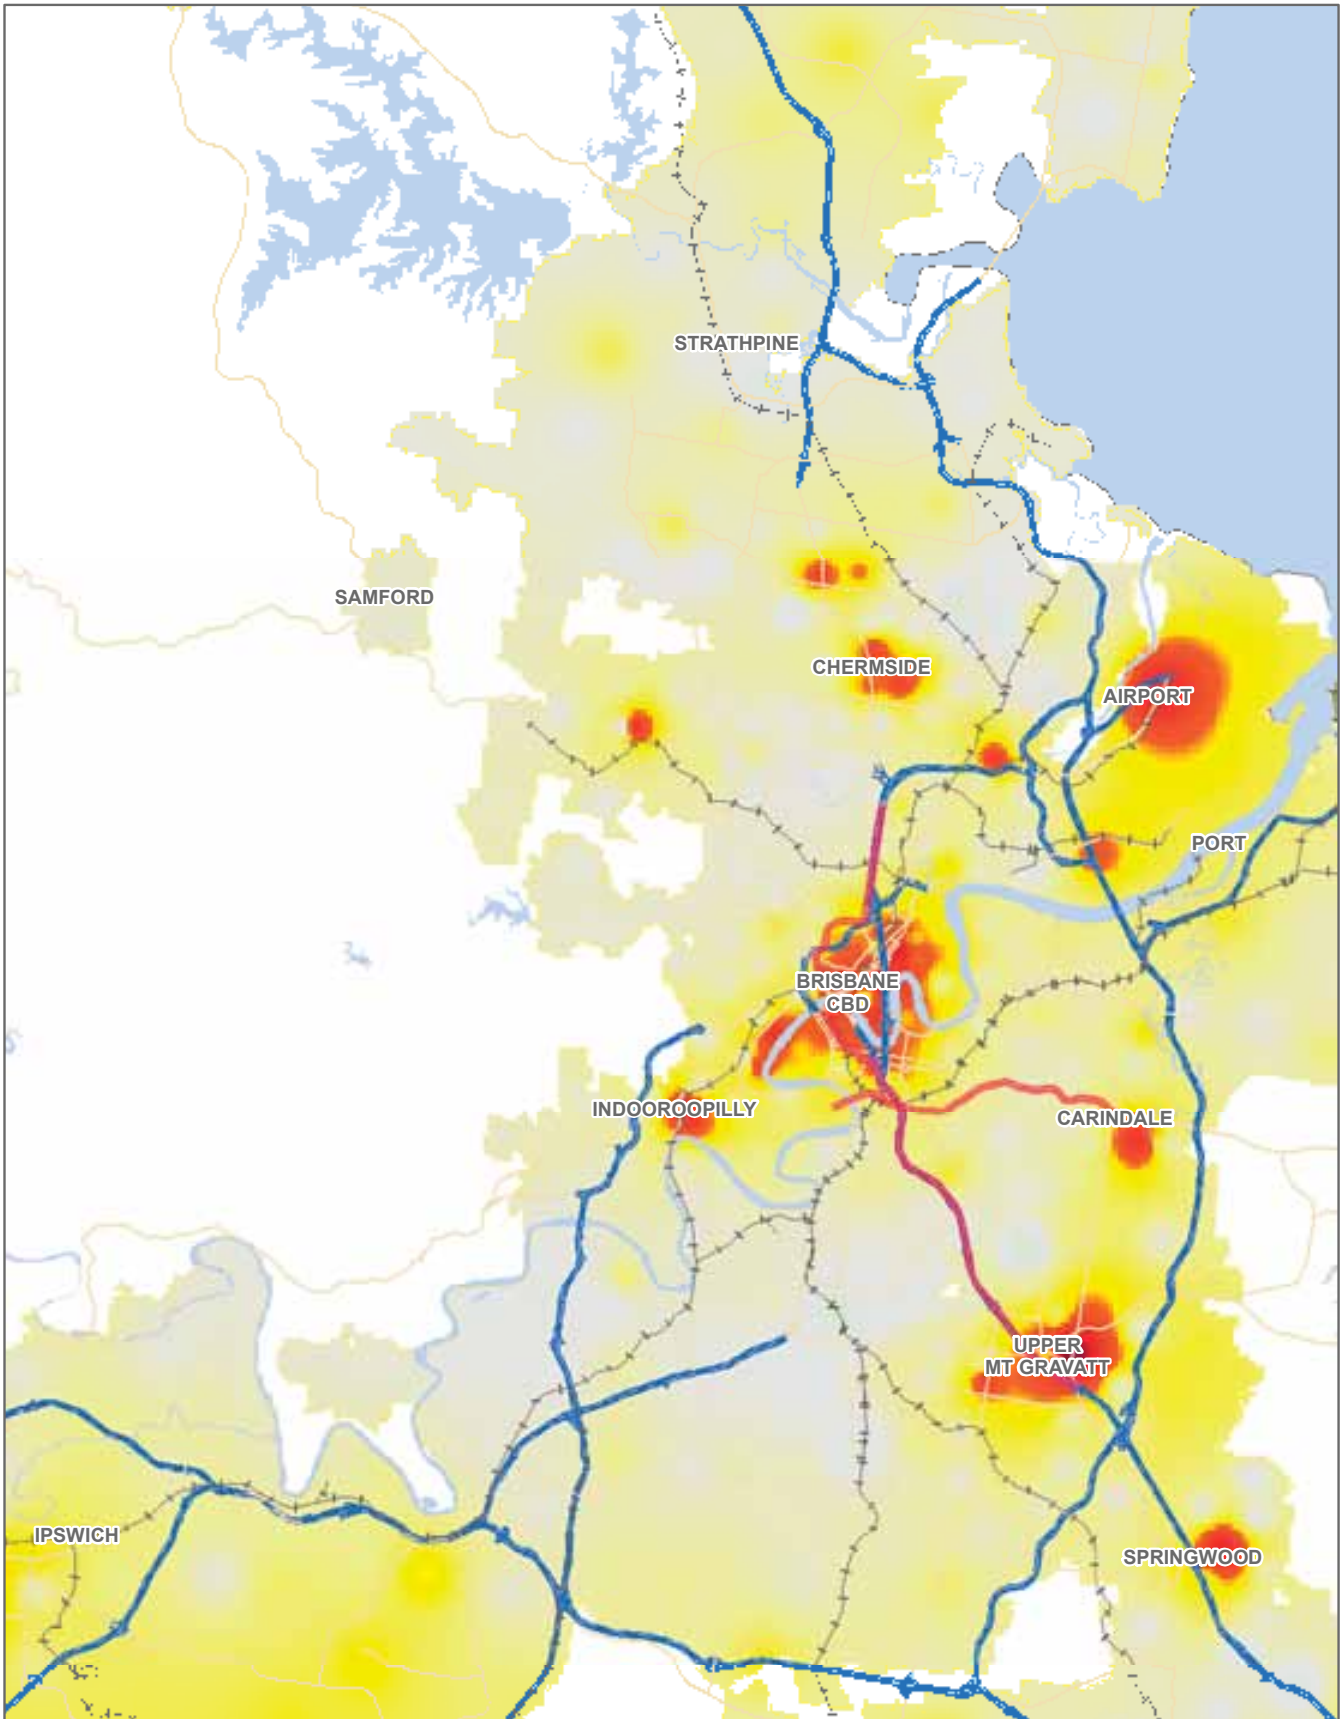 STRATHPINE
SAMFORD
CHERMSIDE
AIRPORT
PORT
BRISBANE
CBD
INDOOROOPILLY
CARINDALE
UPPER
MT GRAVATT
IPSWICH
SPRINGWOOD